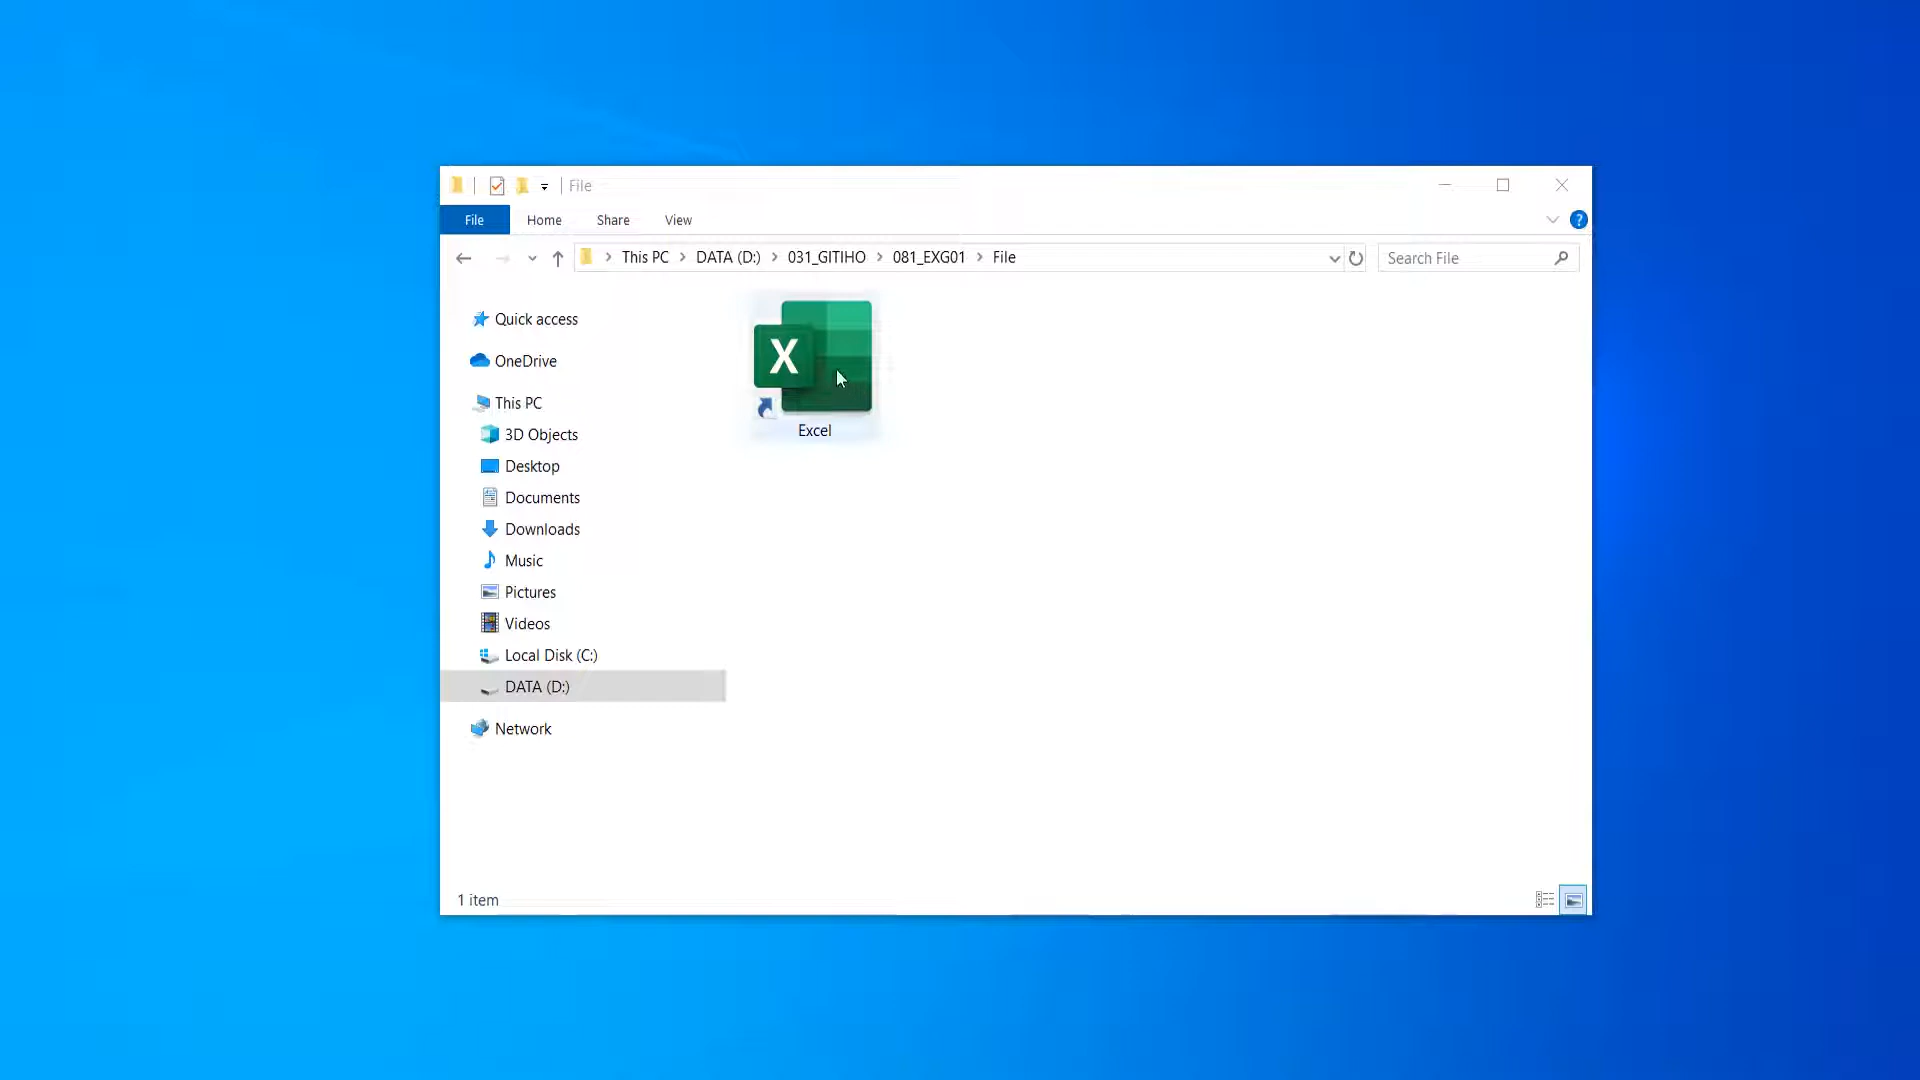 File
File Home Share View
This PC DATA (D:) 031_GITIHO 081_EXG01 File
Search File
Quick access
OneDrive
This PC
3D Objects
Desktop
Documents
Downloads
Music
Pictures
Videos
Local Disk (C:)
DATA (D:)
Network
X
Excel
1 item